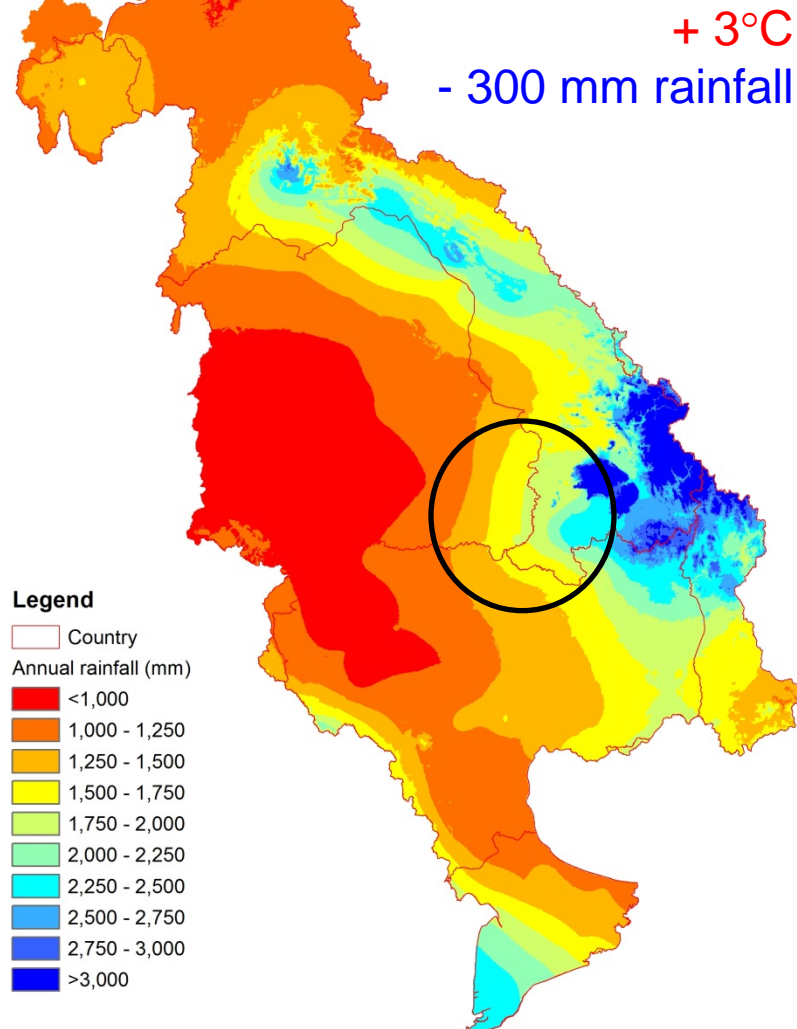 + 3°C
- 300 mm rainfall
Legend
Country
Annual rainfall (mm)
<1,000
1,000 - 1,250
1,250 - 1,500
1,500 - 1,750
1,750 - 2,000
2,000 - 2,250
2,250 - 2,500
2,500 - 2,750
2,750 - 3,000
>3,000